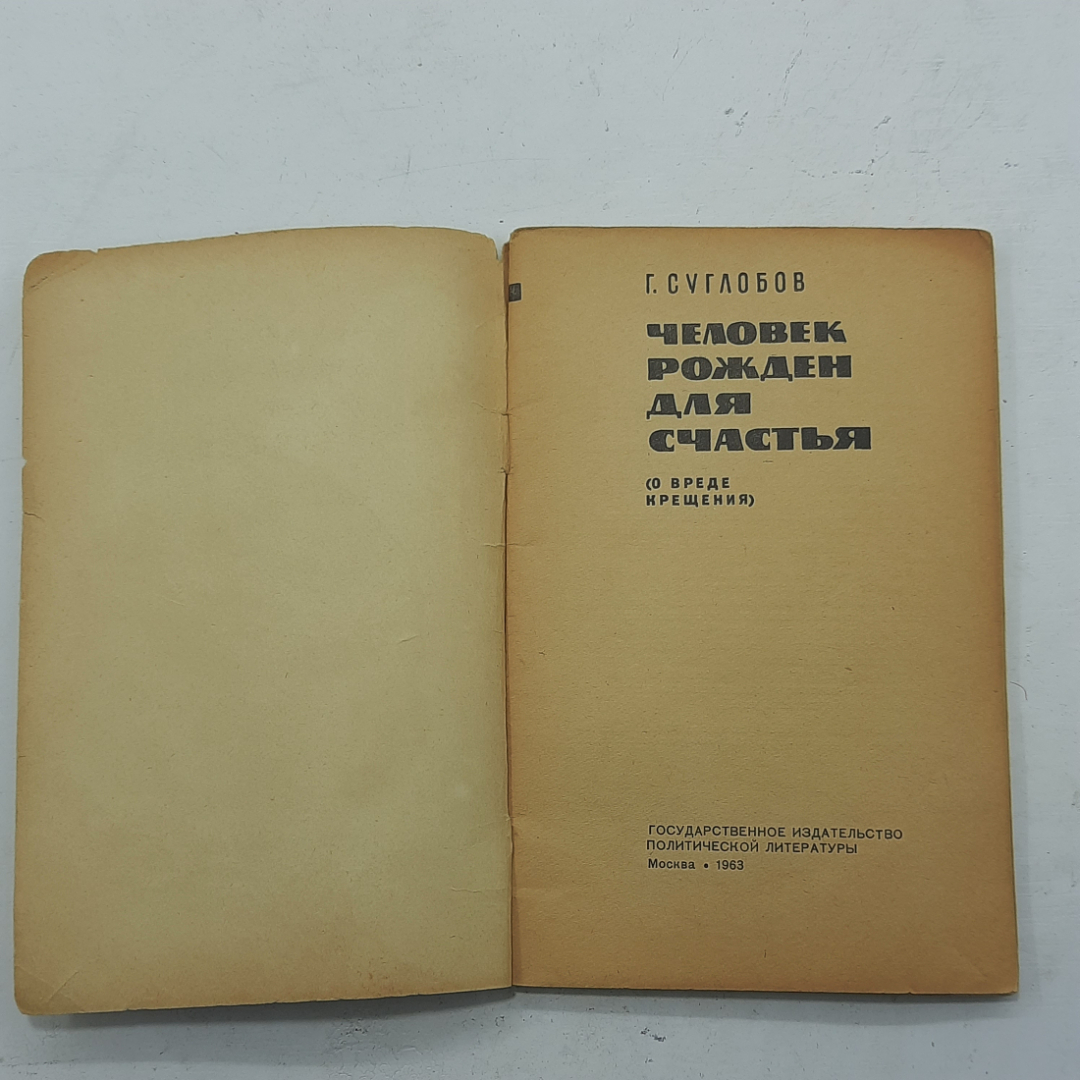 Г. СУГЛОБОВ
ЧЕЛОВЕК
РОЖДЕН
ДЛЯ
СЧАСТЬЯ
(О ВРЕДЕ
КРЕЩЕНИЯ)
ГОСУДАРСТВЕННОЕ ИЗДАТЕЛЬСТВО
ПОЛИТИЧЕСКОЙ ЛИТЕРАТУРЫ
Москва • 1963